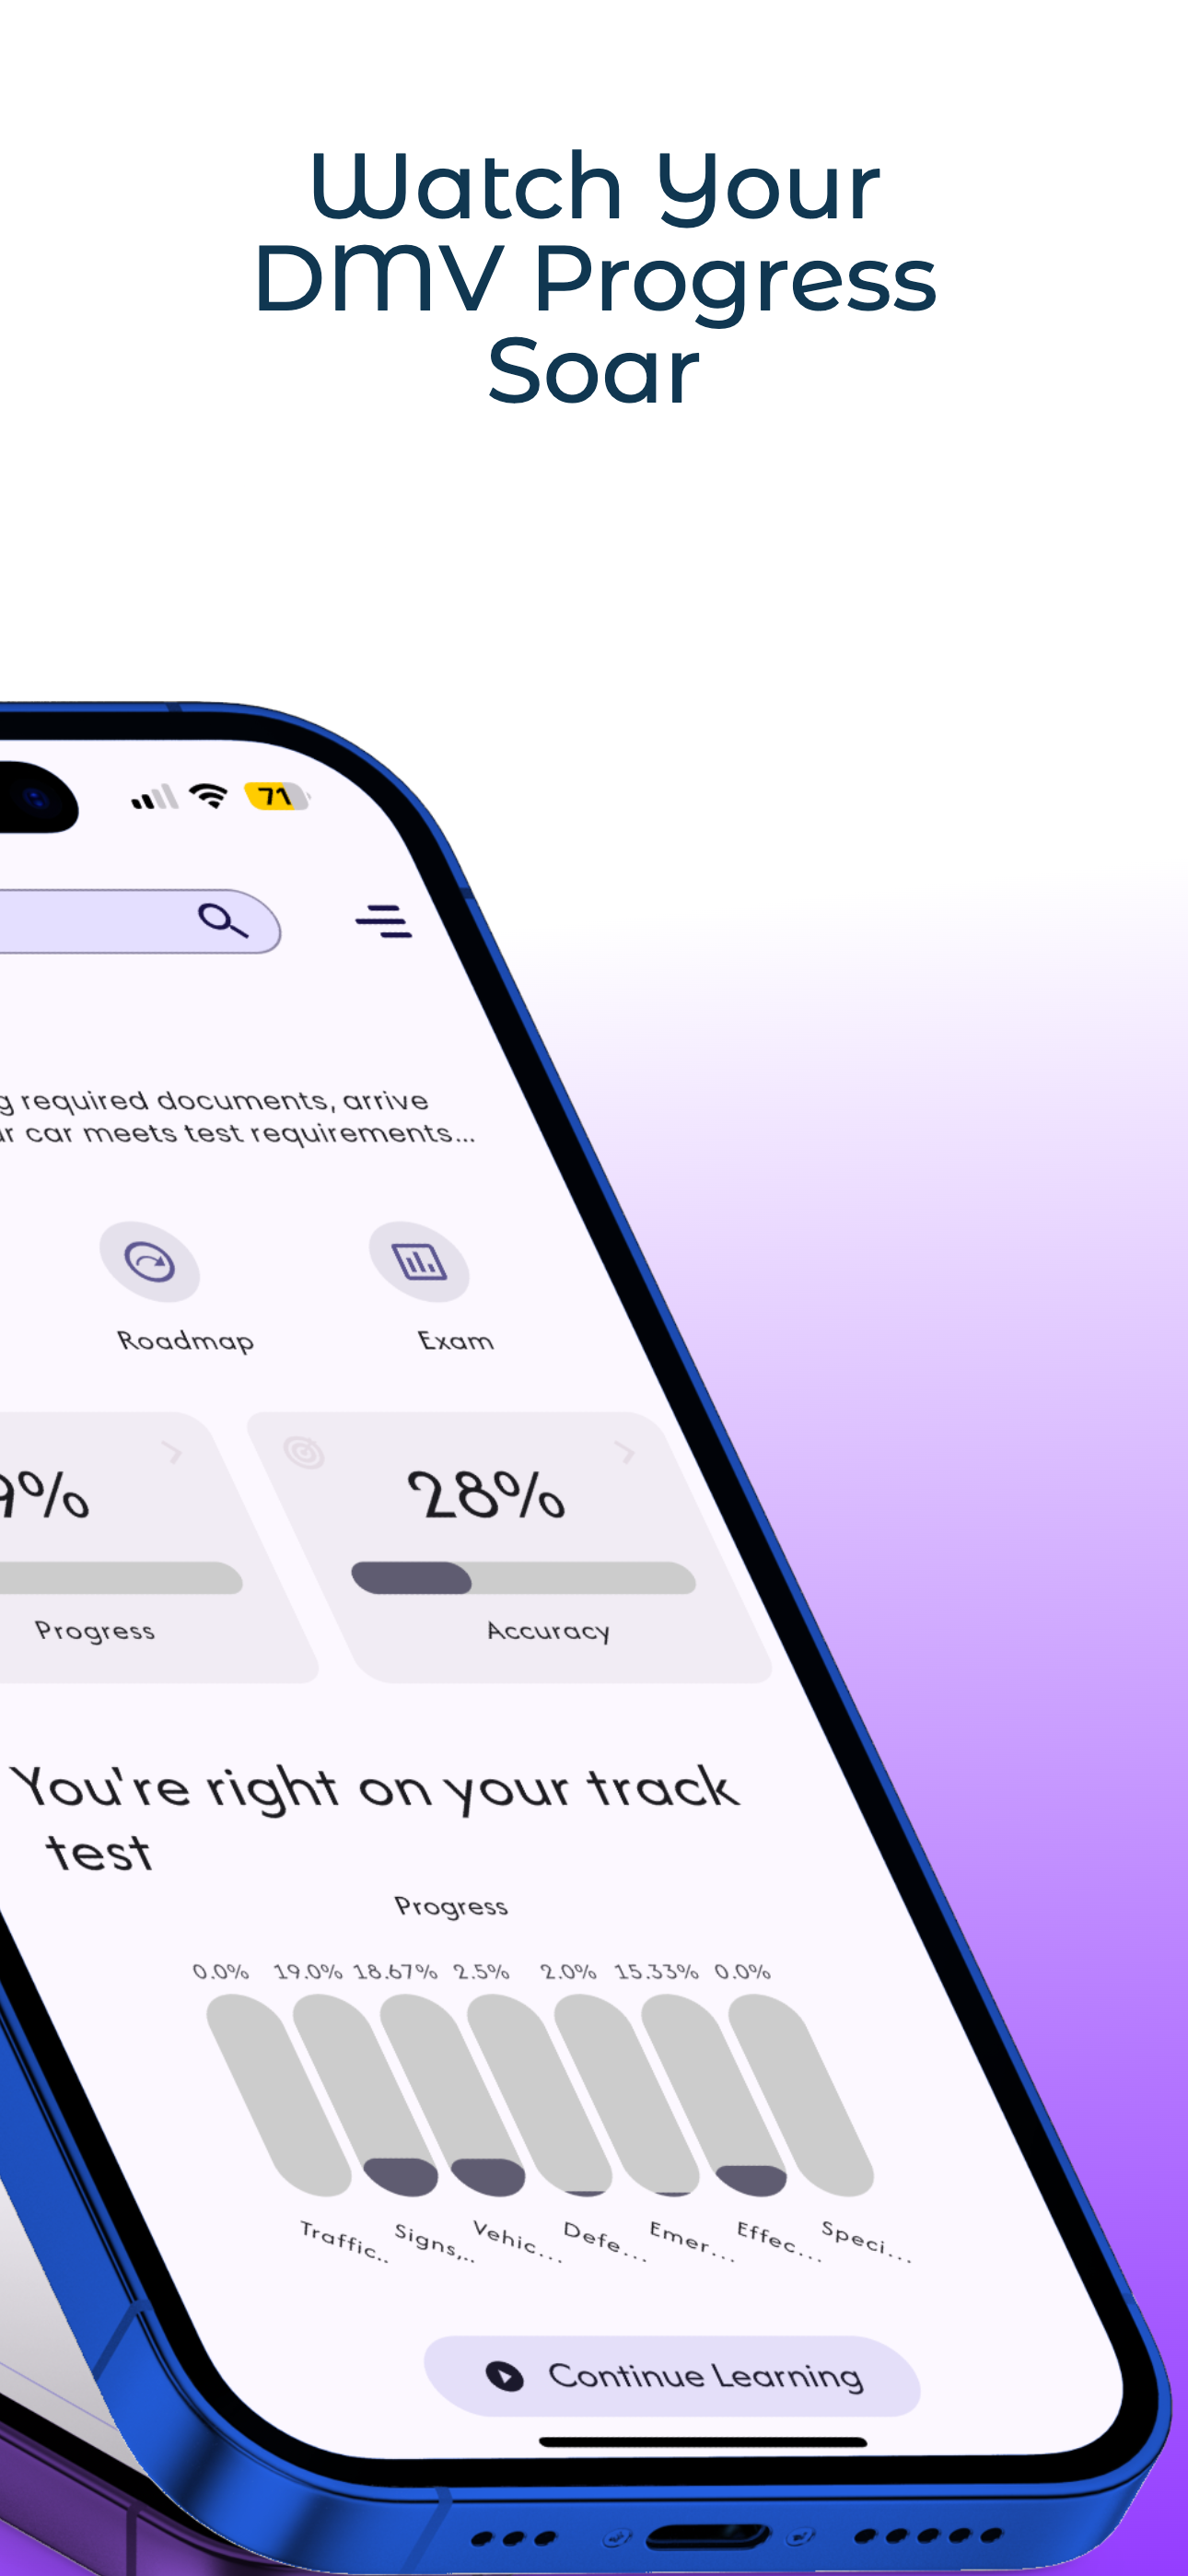 Watch Your
DMV Progress
Soar
71
required documents, arrive
car meets test requirements...
Roadmap
Exam
9%
28%
Progress
Accuracy
You're right on your track
test
Progress
0.0% 19.0% 18.67% 2.5% 2.0% 15.33% 0.0%
Traffic.. Signs,.. Vehic... Defe... Emer... Effec... Speci...
Continue Learning